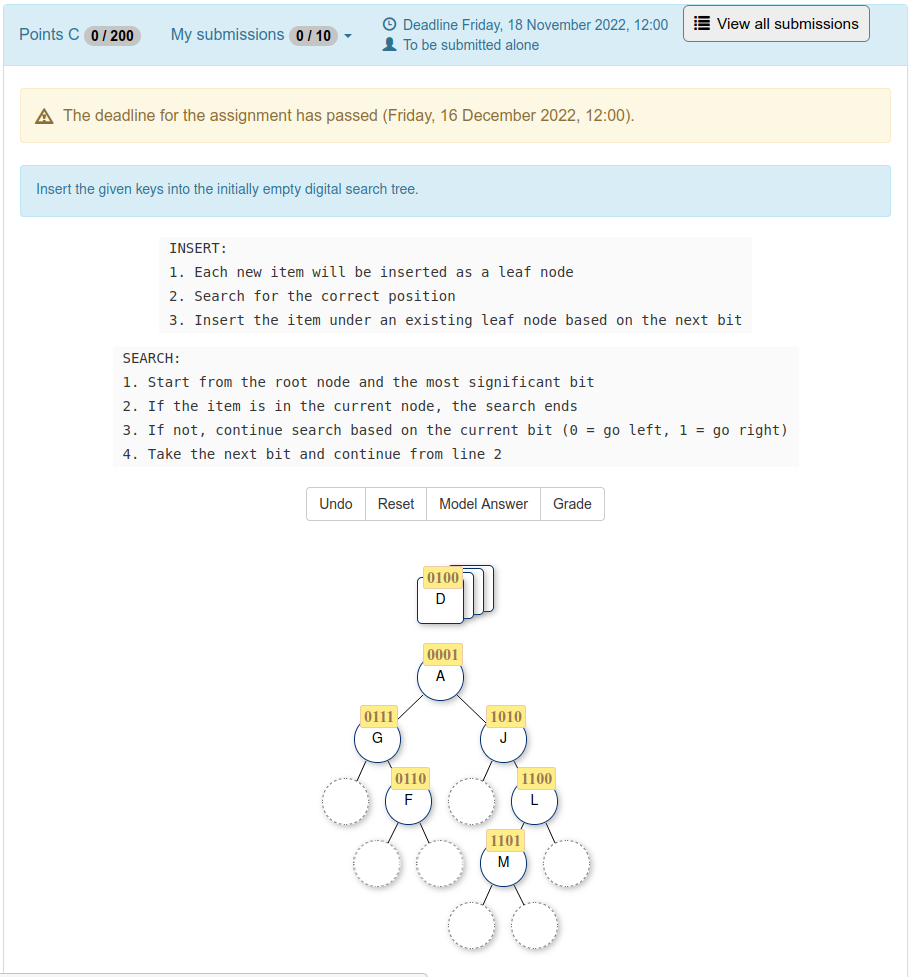 Points C 0 / 200 My submissions 0 / 10 Deadline Friday, 18 November 2022, 12:00 View all submissions
To be submitted alone
The deadline for the assignment has passed (Friday, 16 December 2022, 12:00).
Insert the given keys into the initially empty digital search tree.
INSERT:
1. Each new item will be inserted as a leaf node
2. Search for the correct position
3. Insert the item under an existing leaf node based on the next bit
SEARCH:
1. Start from the root node and the most significant bit
2. If the item is in the current node, the search ends
3. If not, continue search based on the current bit (0 = go left, 1 = go right)
4. Take the next bit and continue from line 2
Undo Reset Model Answer Grade
0100
D
0001
A
0111 1010
G J
0110 1100
F L
1101
M